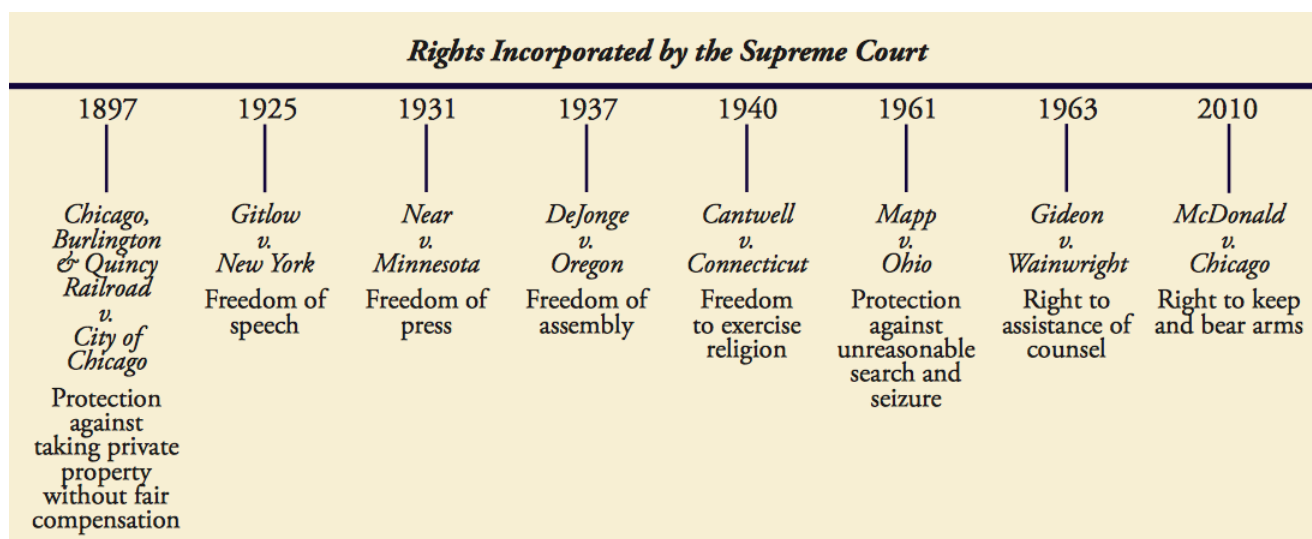 Rights Incorporated by the Supreme Court
1897
Chicago,
Burlington
& Quincy
Railroad
v.
City of
Chicago
Protection
against
taking private
property
without fair
compensation
1925
Gitlow
v.
New York
Freedom of
speech
1931
Near
v.
Minnesota
Freedom of
press
1937
DeJonge
v.
Oregon
Freedom of
assembly
1940
Cantwell
v.
Connecticut
Freedom
to exercise
religion
1961
Mapp
v.
Ohio
Protection
against
unreasonable
search and
seizure
1963
Gideon
v.
Wainwright
Right to
assistance of
counsel
2010
McDonald
v.
Chicago
Right to keep
and bear arms